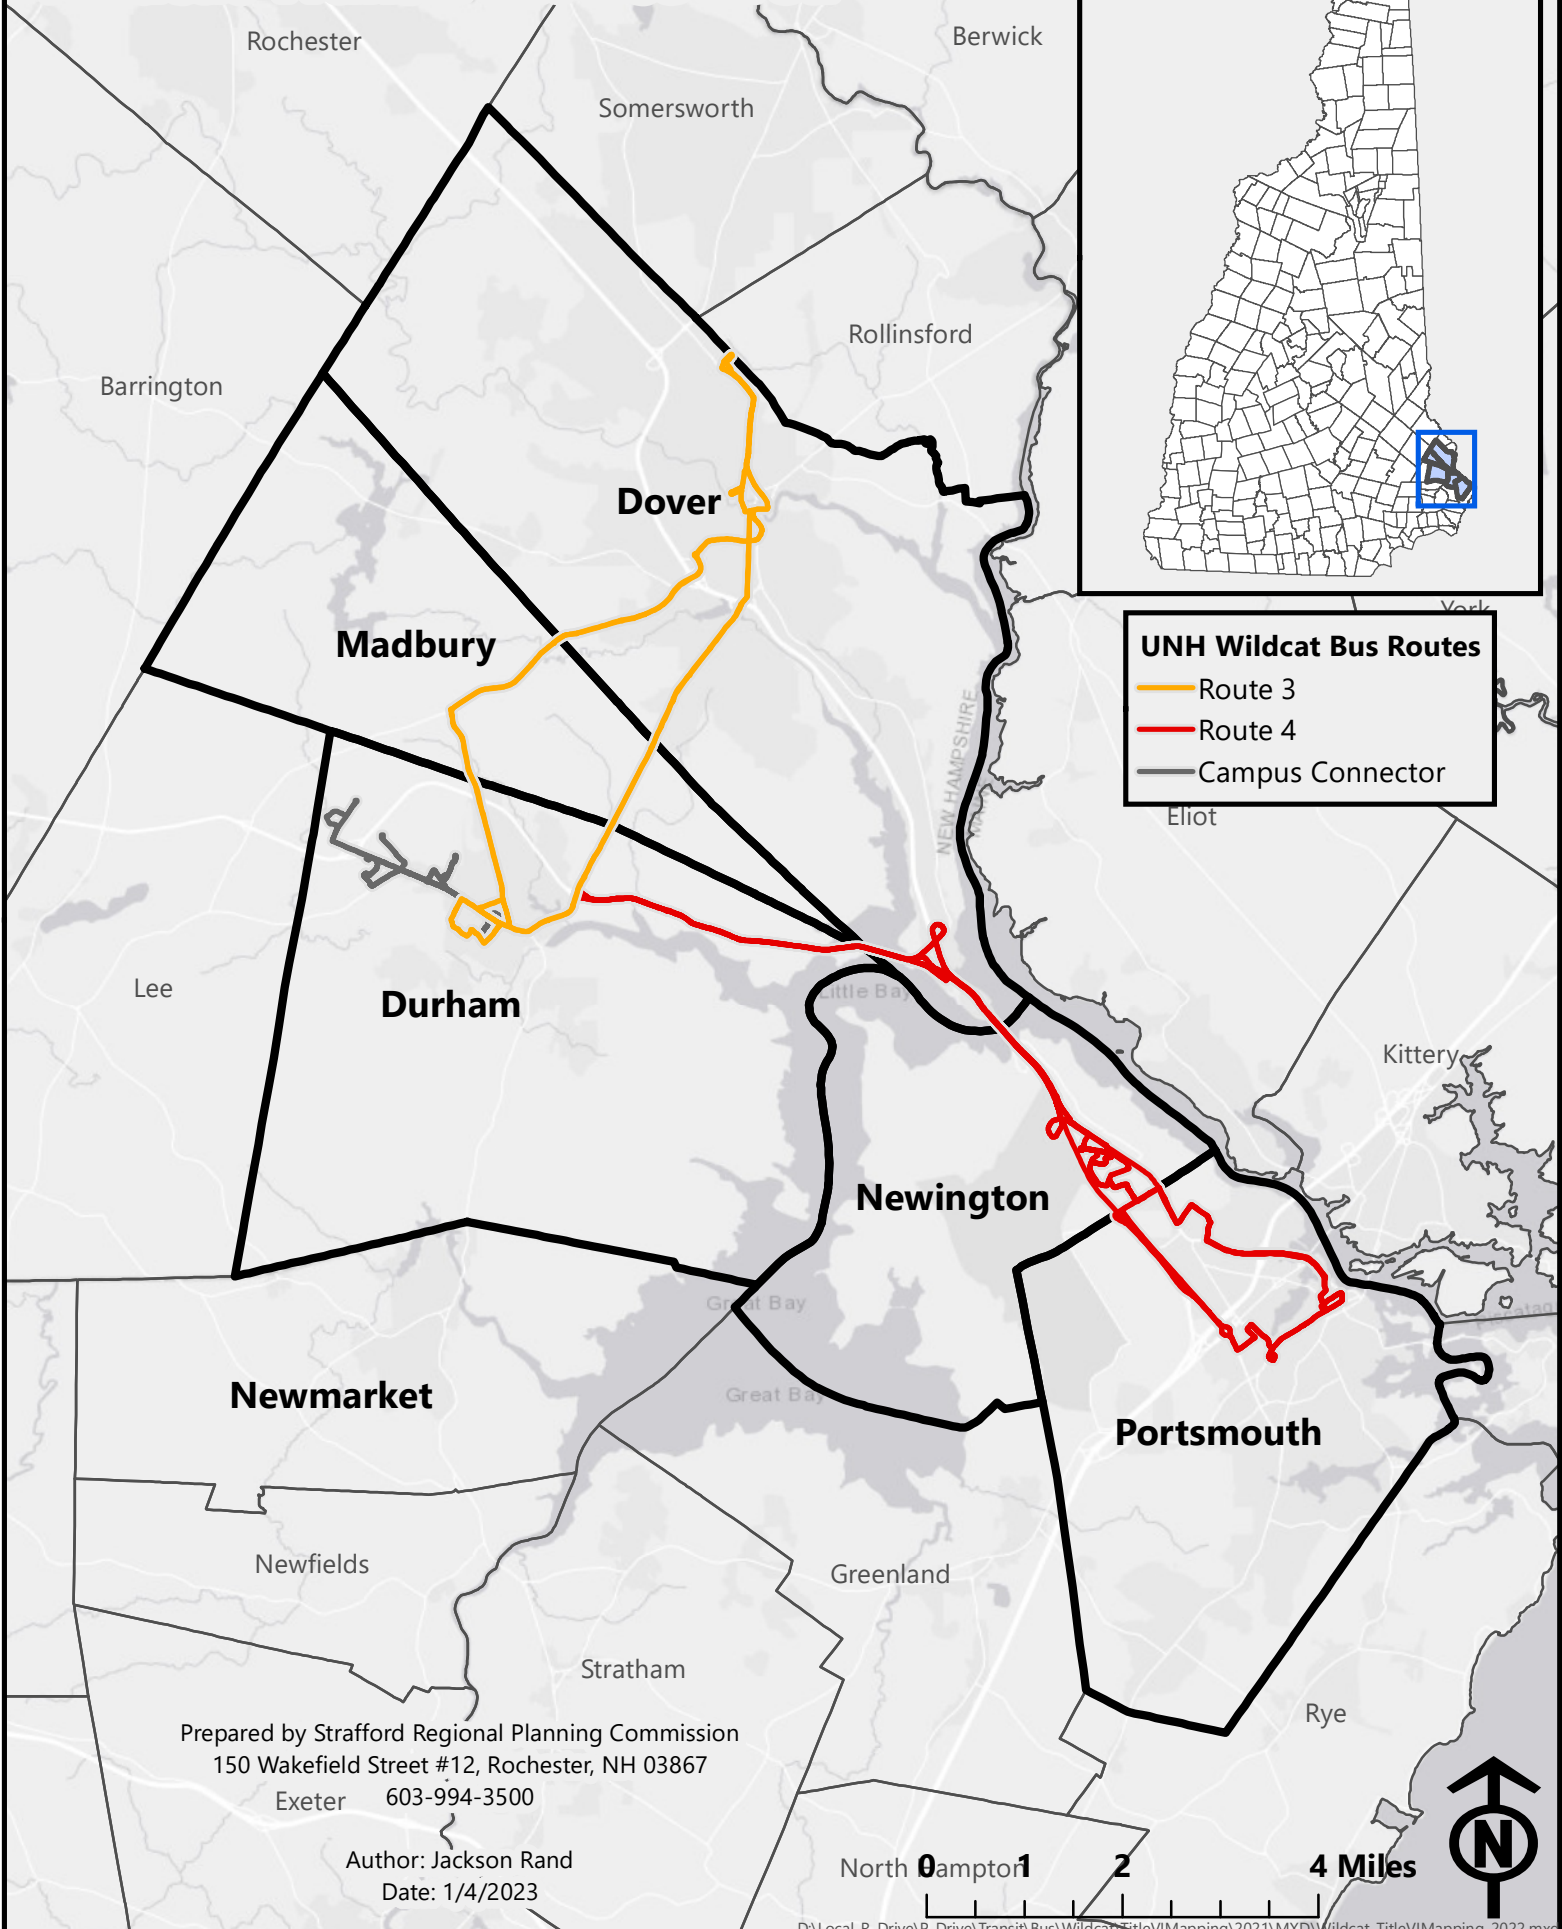 Rochester
Berwick
Somersworth
Rollinsford
Barrington
Dover
York
Madbury
UNH Wildcat Bus Routes
Route 3
Route 4
Campus Connector
NEW HAMPSHIRE
Eliot
Lee
Little Bay
Durham
Kittery
Newington
Great Bay
Newmarket
Great Bay
Portsmouth
Newfields
Greenland
Stratham
Rye
Prepared by Strafford Regional Planning Commission
150 Wakefield Street #12, Rochester, NH 03867
603-994-3500
Exeter
Author: Jackson Rand
Date: 1/4/2023
North Hampton
0 1 2 4 Miles
N